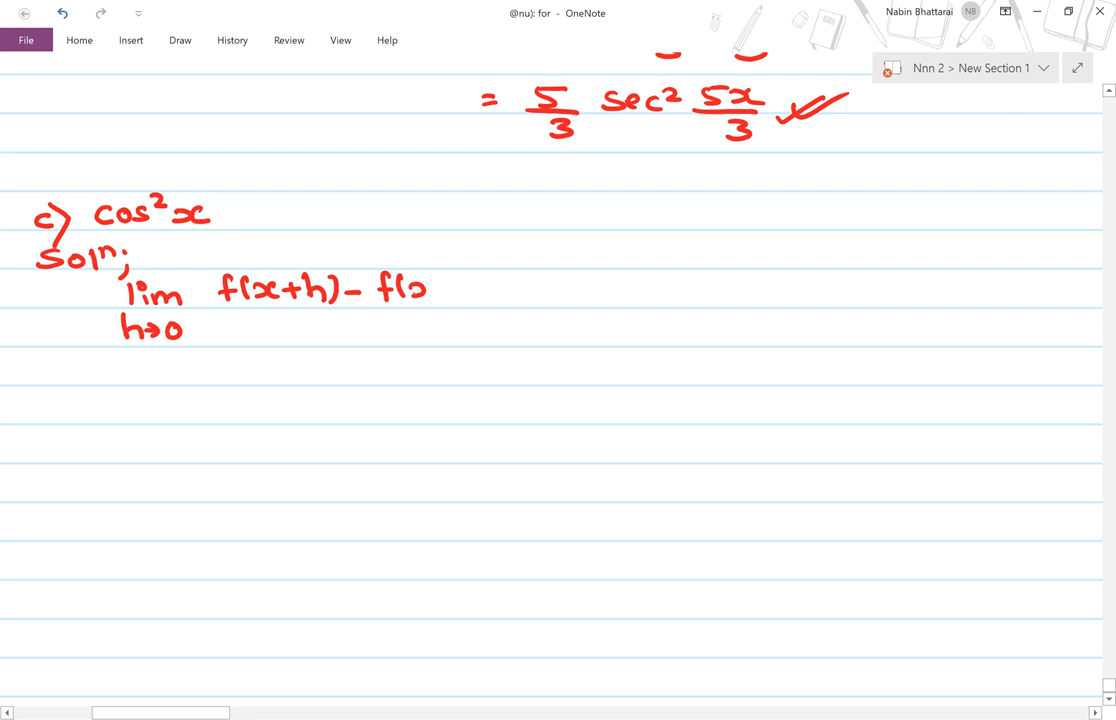 @nu): for - OneNote
Nabin Bhattarai NB
File Home Insert Draw History Review View Help
Nnn 2 > New Section 1
= 5/3 sec² 5x/3
c> cos²x
Solⁿ;
lim f(x+h) - f(x
h→0